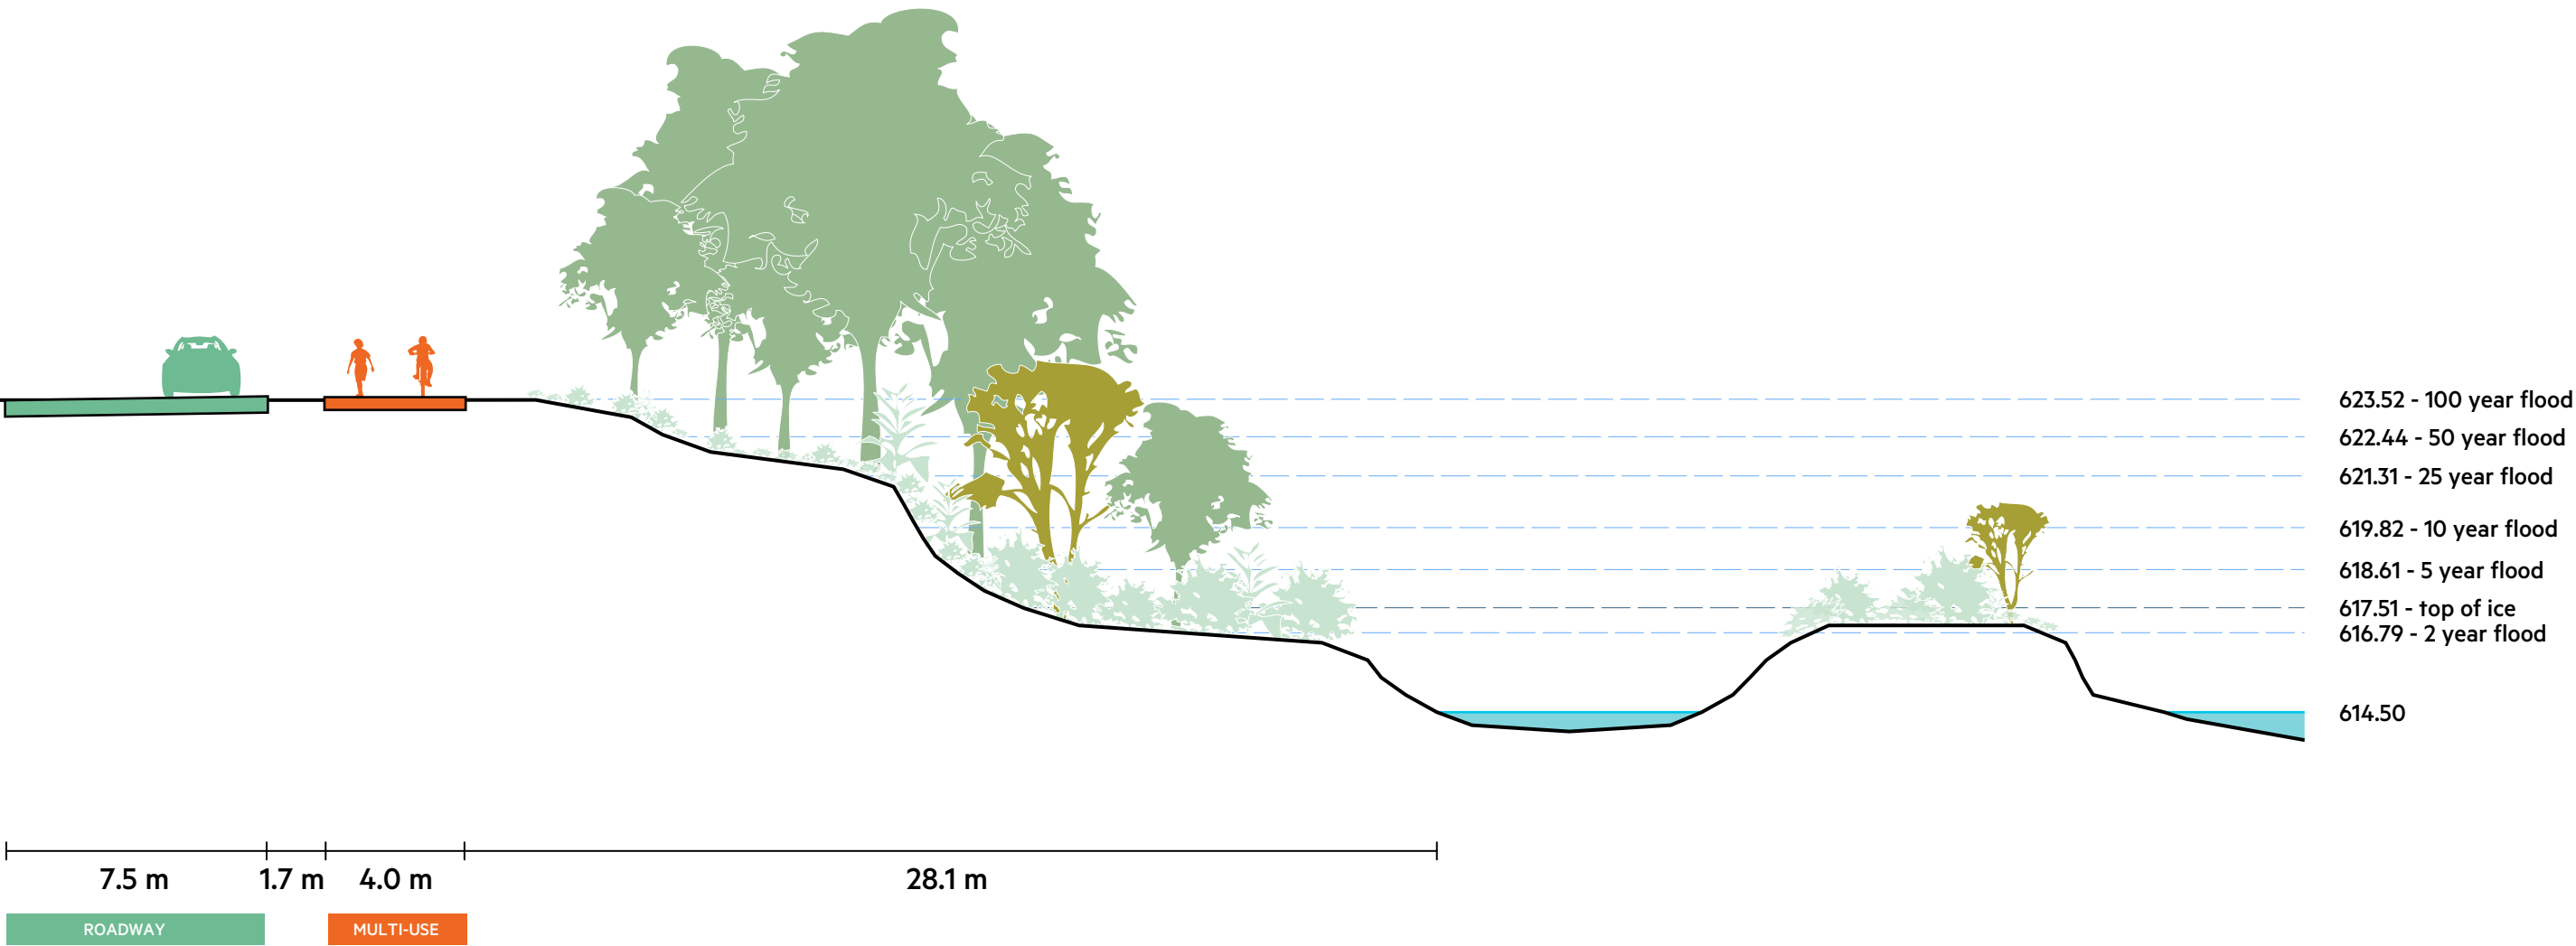 623.52 - 100 year flood
622.44 - 50 year flood
621.31 - 25 year flood
619.82 - 10 year flood
618.61 - 5 year flood
617.51 - top of ice
616.79 - 2 year flood
614.50
7.5 m 1.7 m 4.0 m 28.1 m
ROADWAY MULTI-USE